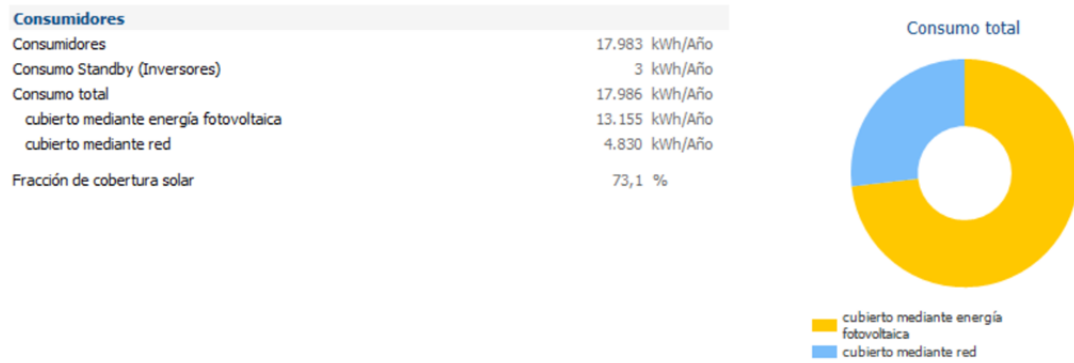 Consumidores
Consumidores 17.983 kWh/Año
Consumo Standby (Inversores) 3 kWh/Año
Consumo total 17.986 kWh/Año
cubierto mediante energía fotovoltaica 13.155 kWh/Año
cubierto mediante red 4.830 kWh/Año
Fracción de cobertura solar 73,1 %
Consumo total
cubierto mediante energía
fotovoltaica
cubierto mediante red